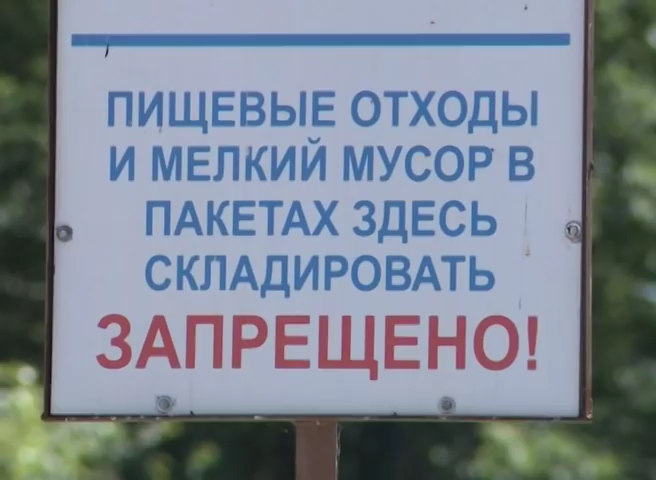 ПИЩЕВЫЕ ОТХОДЫ
И МЕЛКИЙ МУСОР В
ПАКЕТАХ ЗДЕСЬ
СКЛАДИРОВАТЬ
ЗАПРЕЩЕНО!